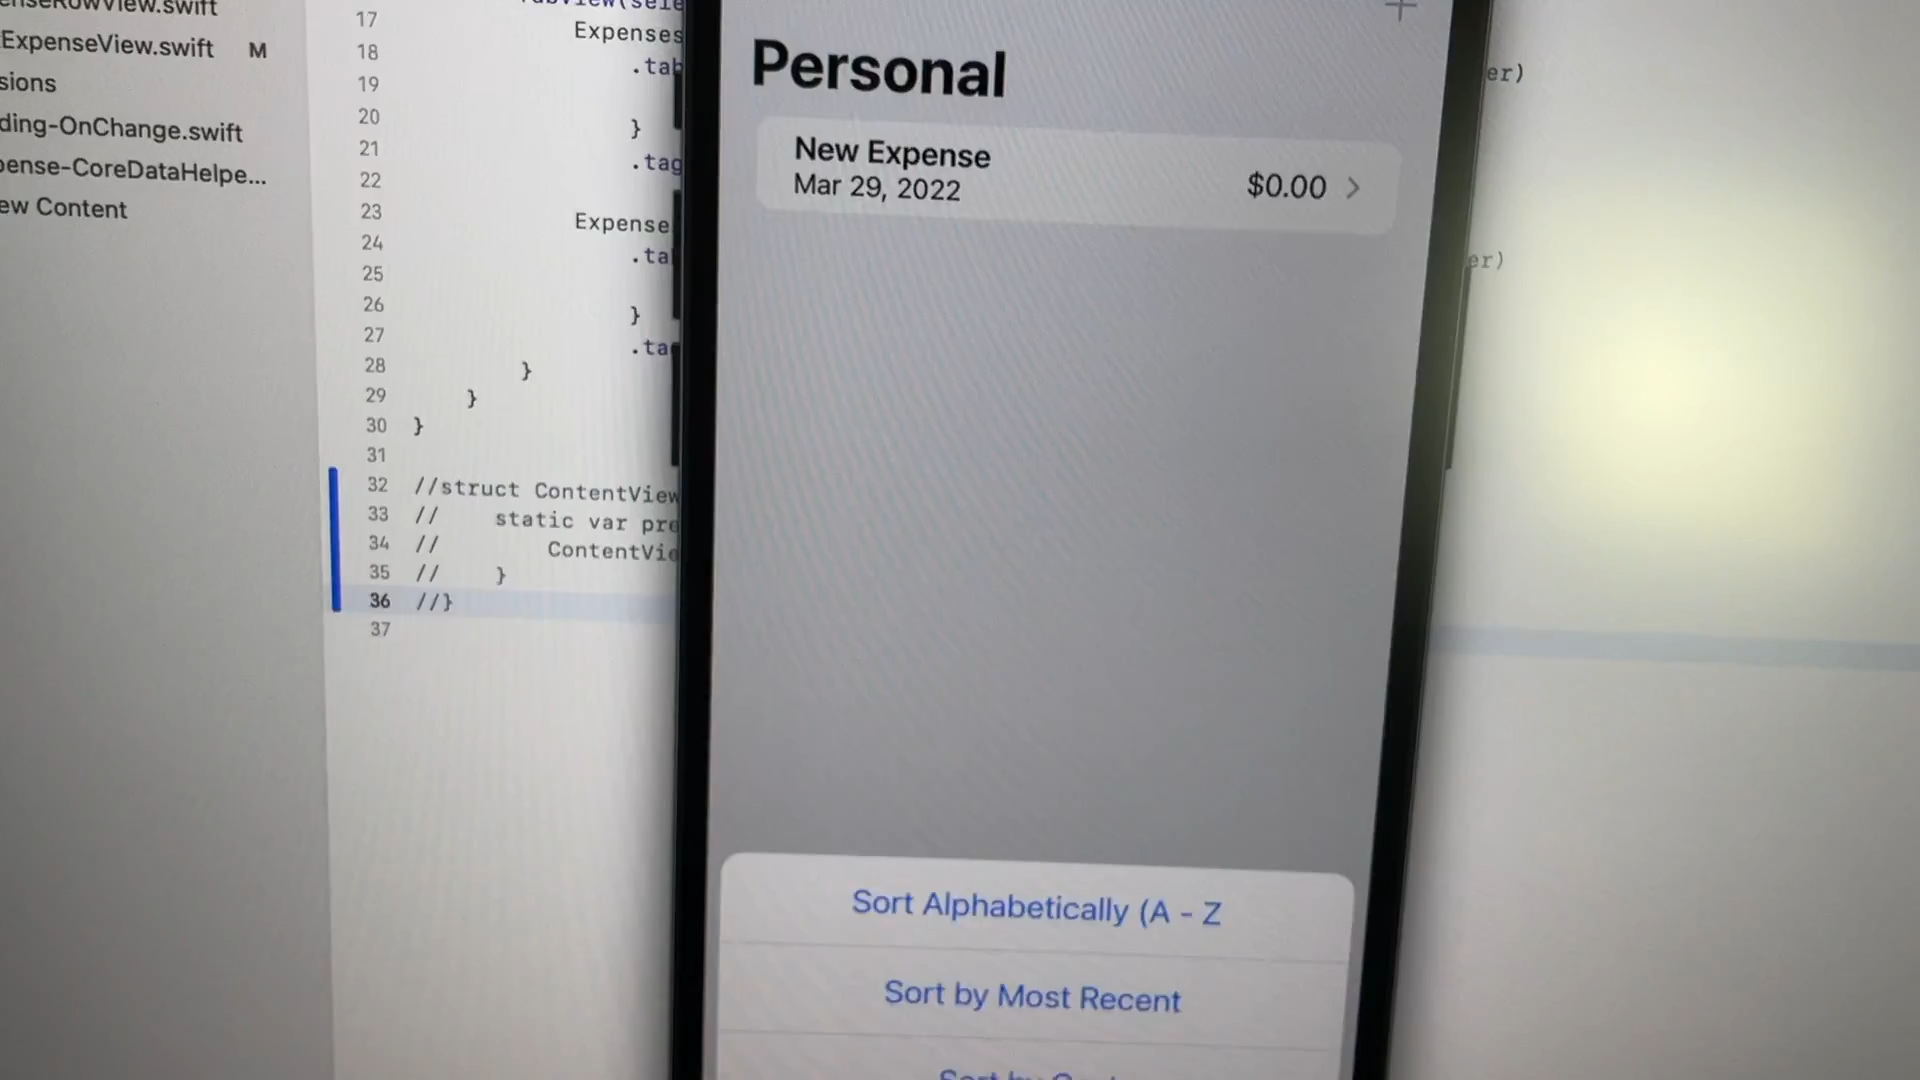 ExpenseView.swift M
sions
ding-OnChange.swift
pense-CoreDataHelpe...
ew Content
17
18
19
20
21
22
23
24
25
26
27
28
29
30
31
32
33
34
35
36
37
Expenses
.tab
}
.tag
Expense
.ta
}
.ta
}
}
}
//struct ContentView
// static var pre
// ContentVie
// }
//}
Personal
New Expense
Mar 29, 2022
$0.00
Sort Alphabetically (A - Z
Sort by Most Recent
er)
er)